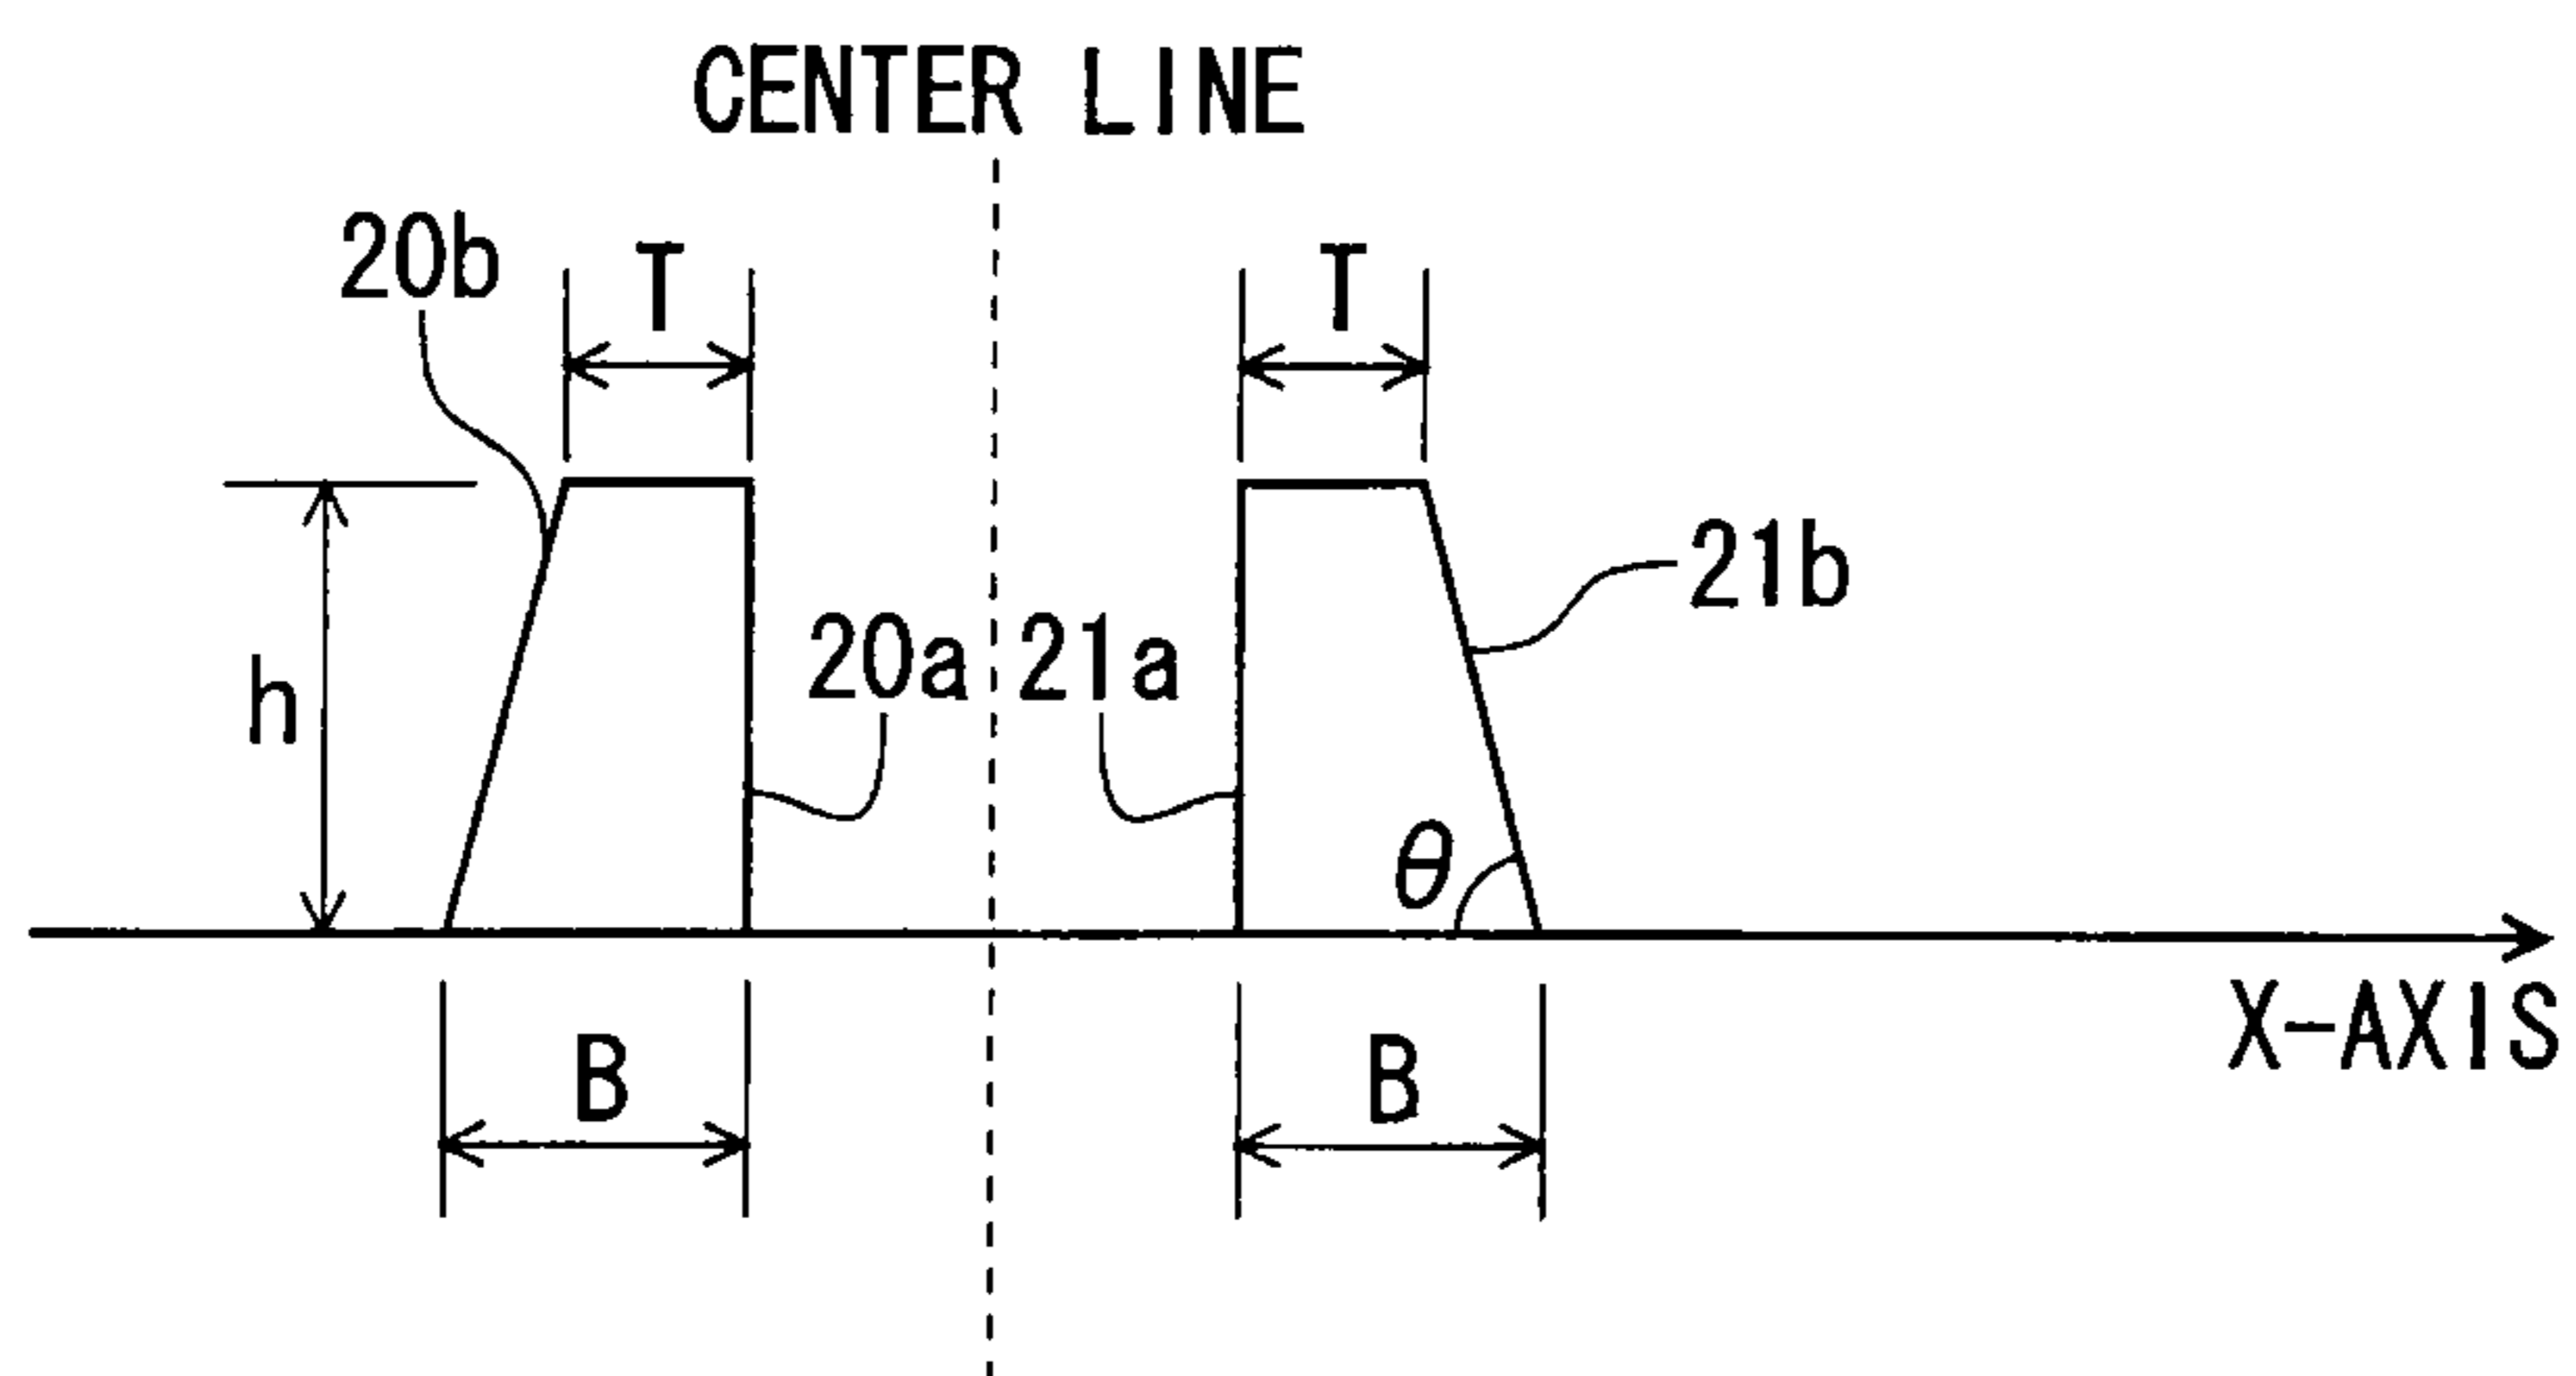 CENTER LINE
20b T T
21b
20a 21a
h
θ
X-AXIS
B B